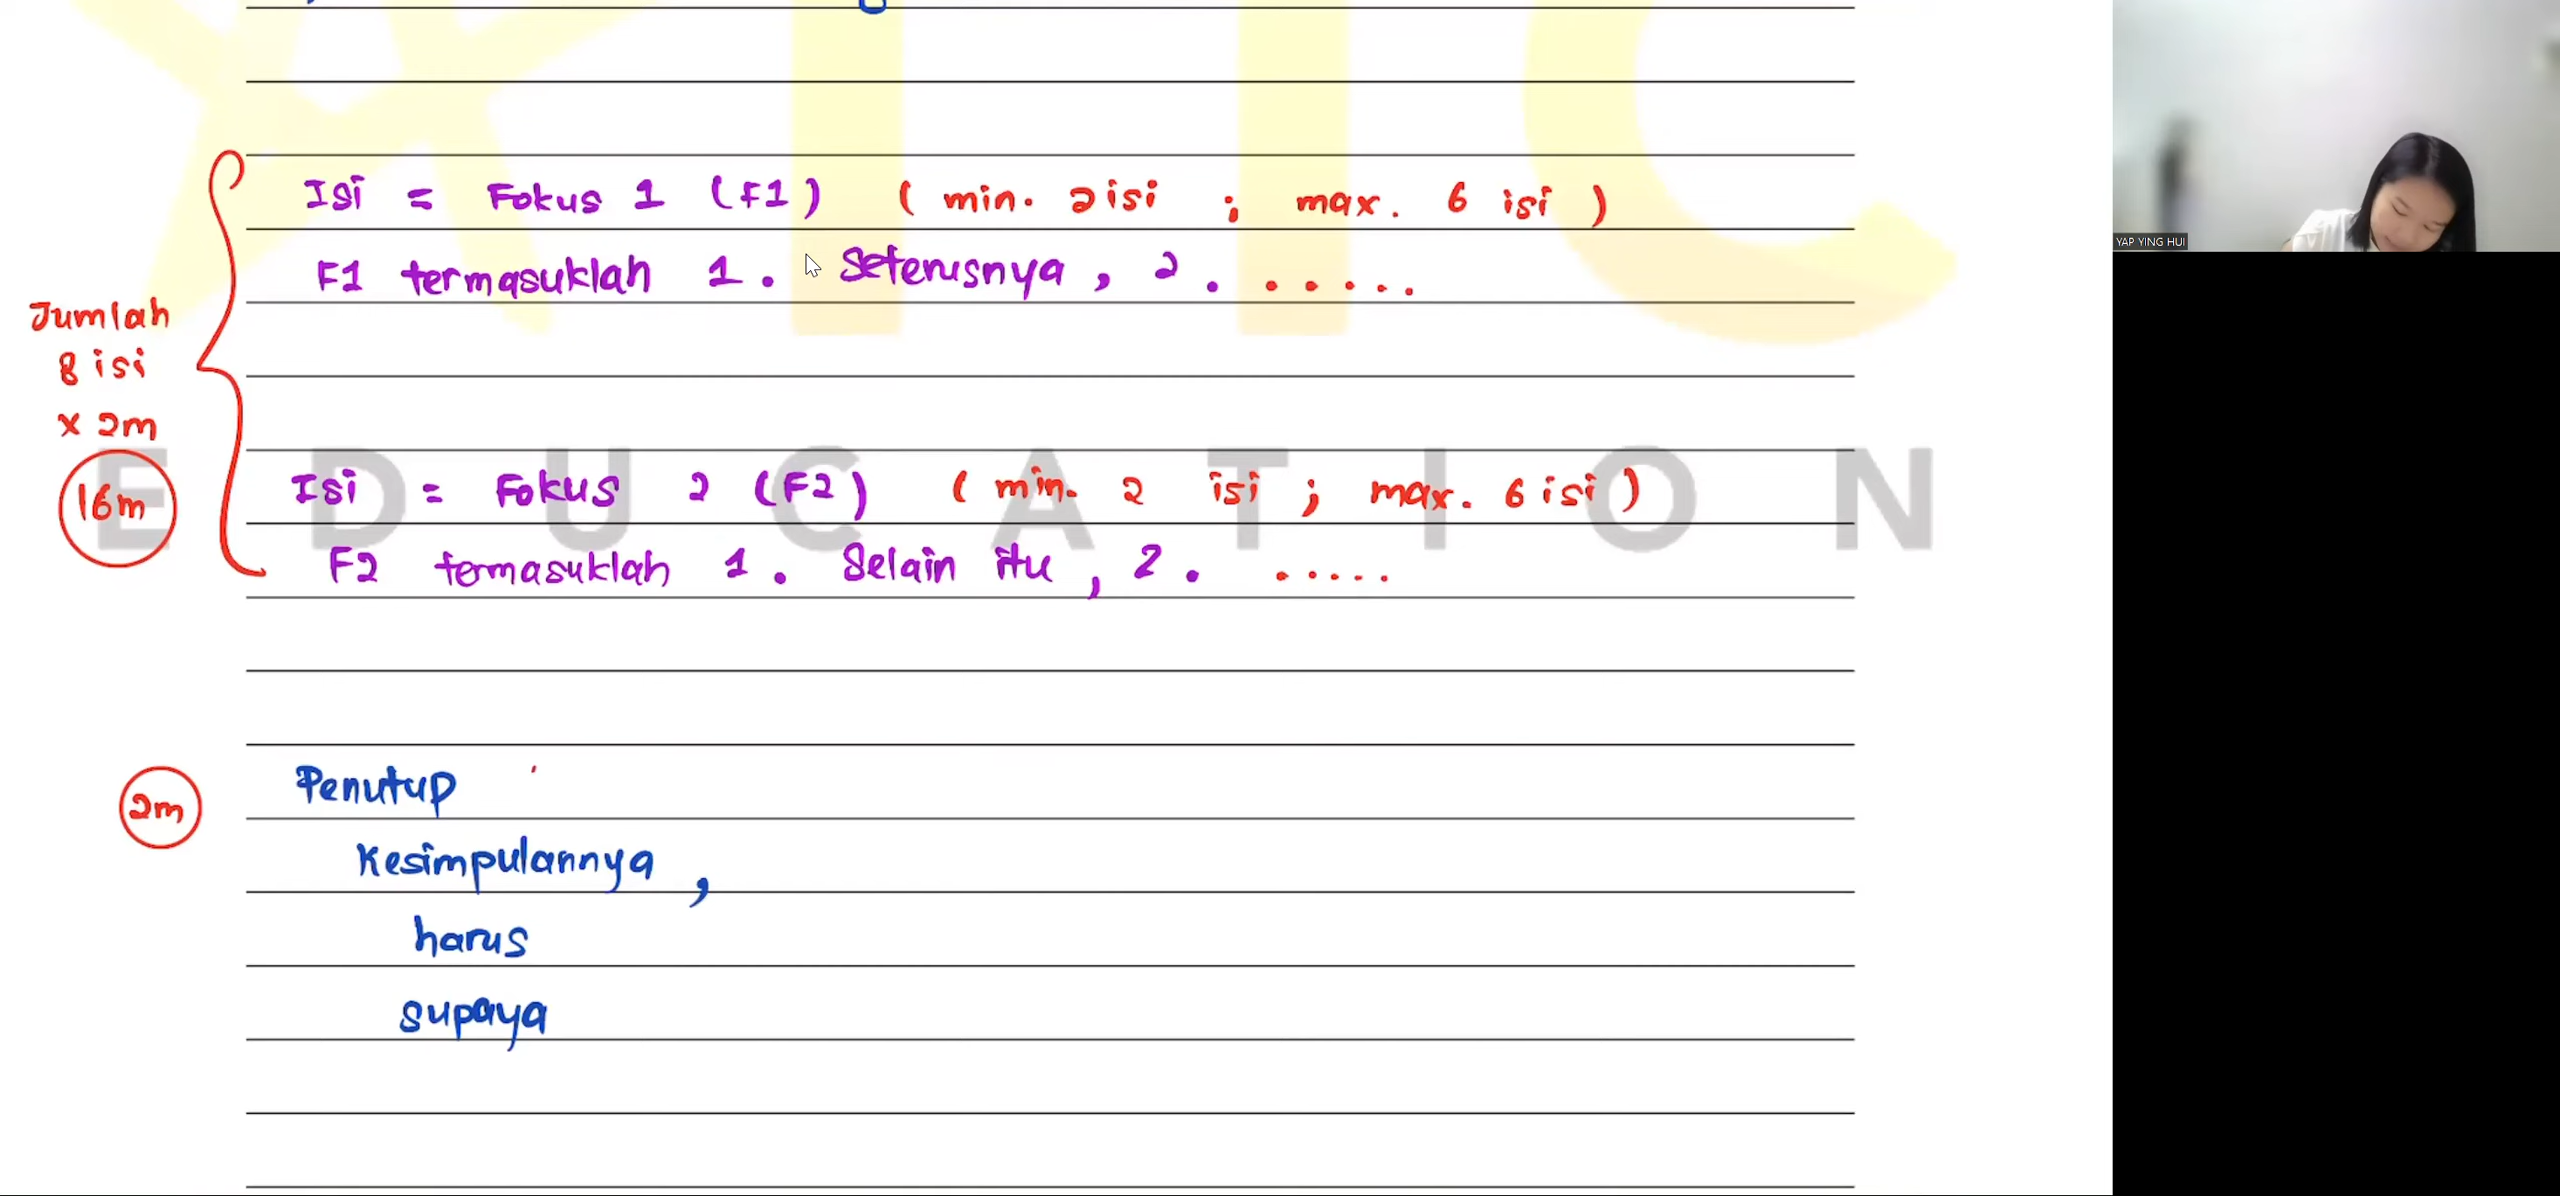 Isi = Fokus 1 (F1) ( min. 2 isi ; max. 6 isi )
F1 termasuklah 1 . Seterusnya , 2 . . . . . .
Jumlah
8 isi
x 2m
16m
Isi = Fokus 2 (F2) ( min. 2 isi ; max. 6 isi )
F2 termasuklah 1 . Selain itu , 2 . . . . . .
EDUCATION
2m
Penutup
Kesimpulannya ,
harus
supaya
YAP YING HUI